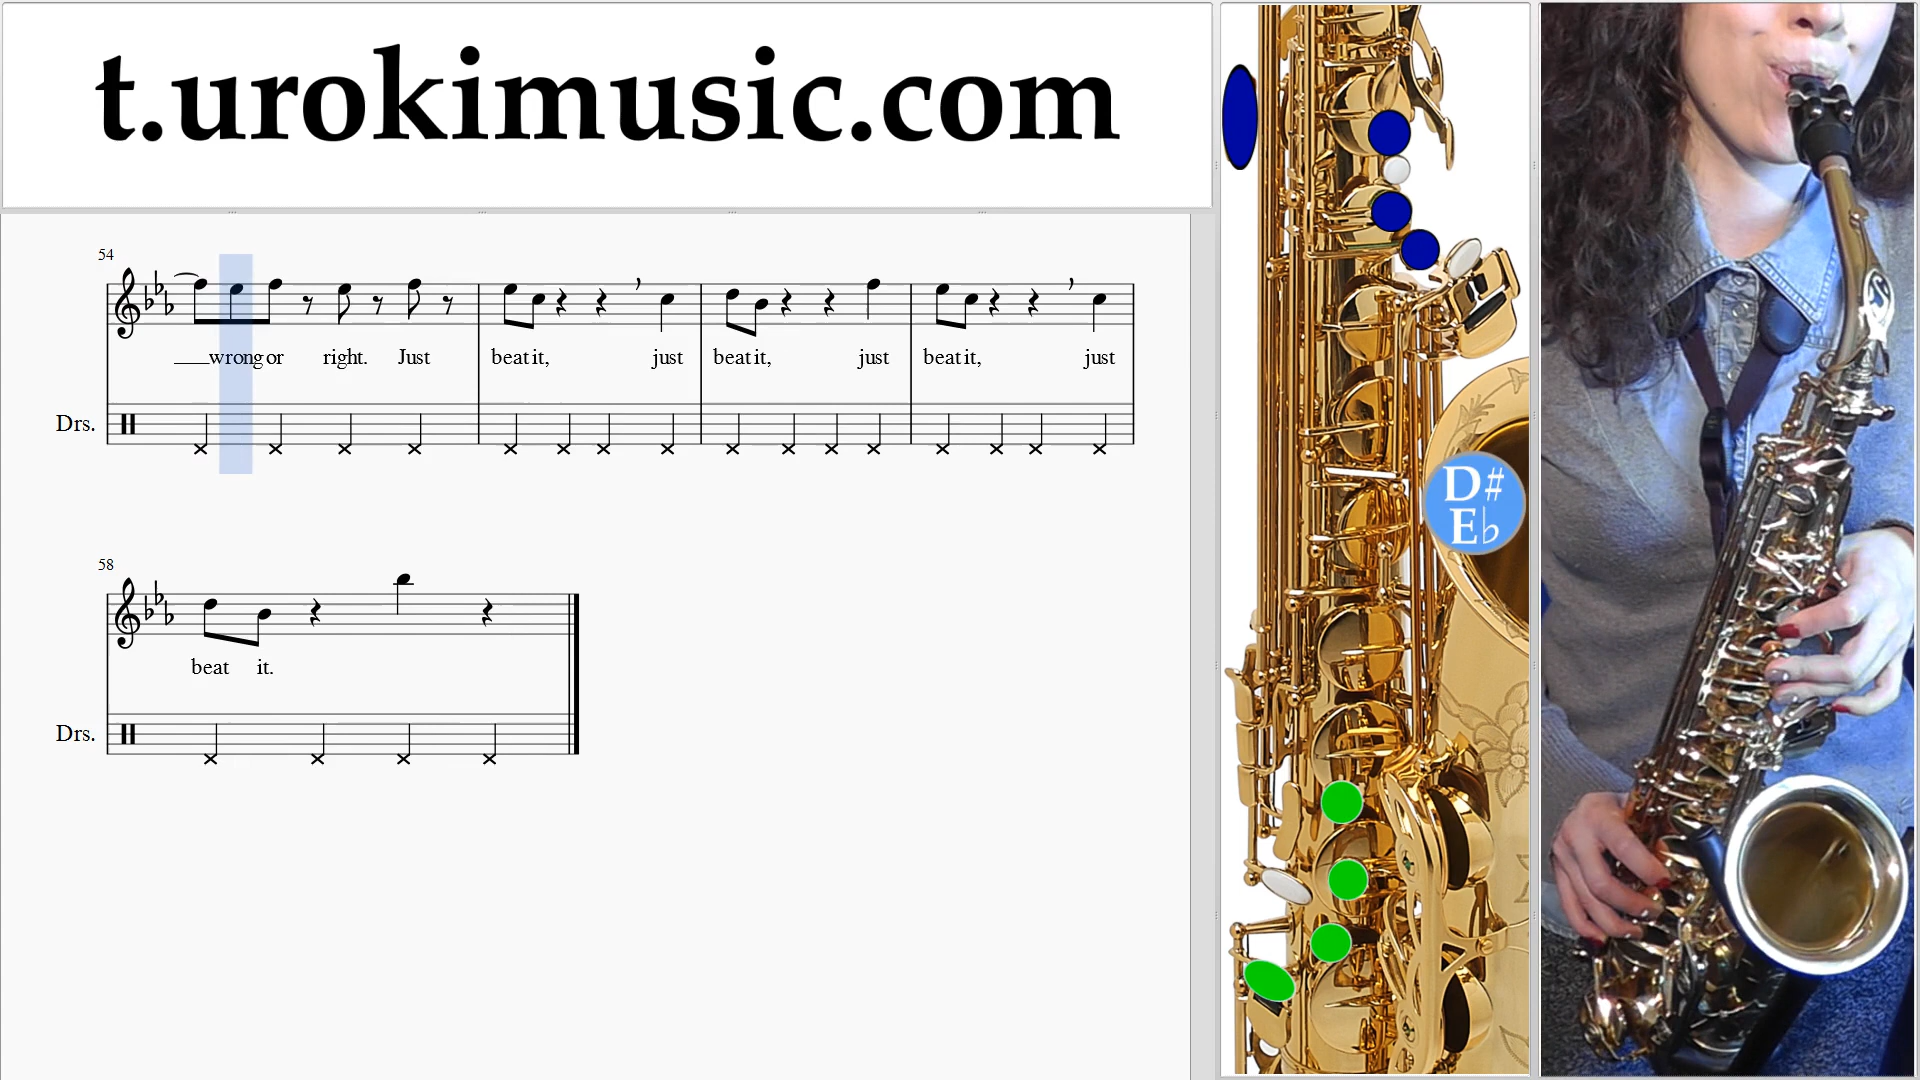 t.urokimusic.com
54
wrong or right. Just beat it, just beat it, just beat it, just
Drs.
D#
E♭
58
beat it.
Drs.